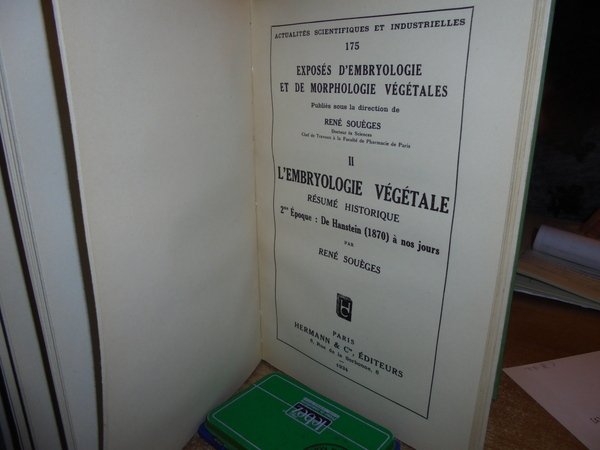 ACTUALITÉS SCIENTIFIQUES ET INDUSTRIELLES
175
EXPOSÉS D'EMBRYOLOGIE
ET DE MORPHOLOGIE VÉGÉTALES
Publiés sous la direction de
RENÉ SOUÈGES
Docteur de Sciences
Chef de Travaux à la Faculté de Pharmacie de Paris
II
L'EMBRYOLOGIE VÉGÉTALE
RÉSUMÉ HISTORIQUE
2me Époque : De Hanstein (1870) à nos jours
PAR
RENÉ SOUÈGES
PARIS
HERMANN & Cie, ÉDITEURS
6, Rue de la Sorbonne, 6
1934